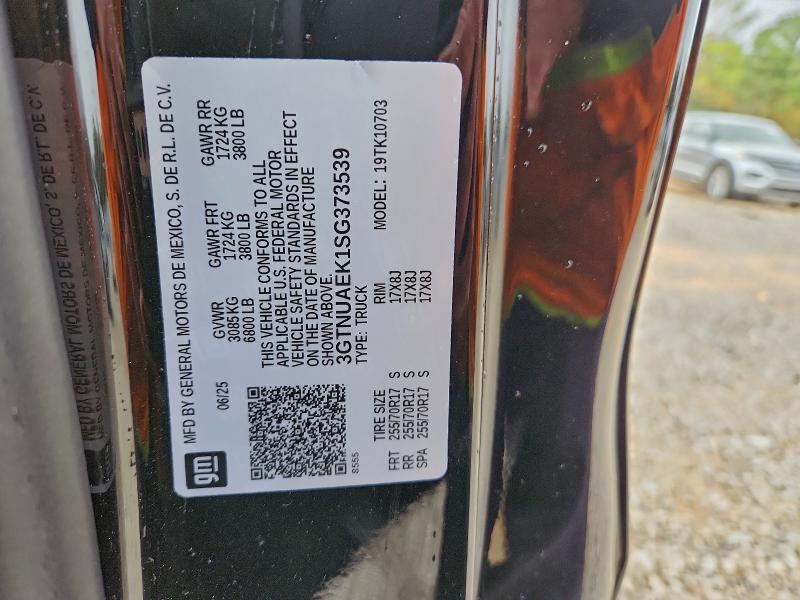 gm
MFD BY GENERAL MOTORS DE MEXICO, S. DE R.L. DE C.V.
06/25
GVWR GAWR FRT GAWR RR
3085 KG 1724 KG 1724 KG
6800 LB 3800 LB 3800 LB
THIS VEHICLE CONFORMS TO ALL
APPLICABLE U.S. FEDERAL MOTOR
VEHICLE SAFETY STANDARDS IN EFFECT
ON THE DATE OF MANUFACTURE
SHOWN ABOVE.
3GTNUAEK1SG373539
TYPE: TRUCK
8555
MODEL: 19TK10703
TIRE SIZE RIM
FRT 255/70R17 S 17X8J
RR 255/70R17 S 17X8J
SPA 255/70R17 S 17X8J